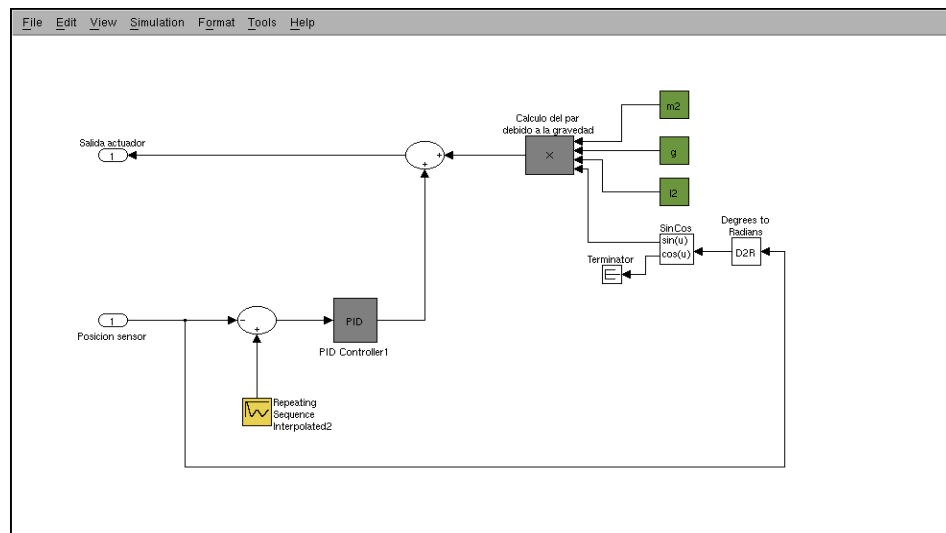 File Edit View Simulation Format Tools Help
Calculo del par
debido a la gravedad
m2
Salida actuador
1
+
+
×
g
l2
SinCos
sin(u)
cos(u)
Degrees to
Radians
D2R
Terminator
1
Posicion sensor
−
+
PID
PID Controller1
Repeating
Sequence
Interpolated2